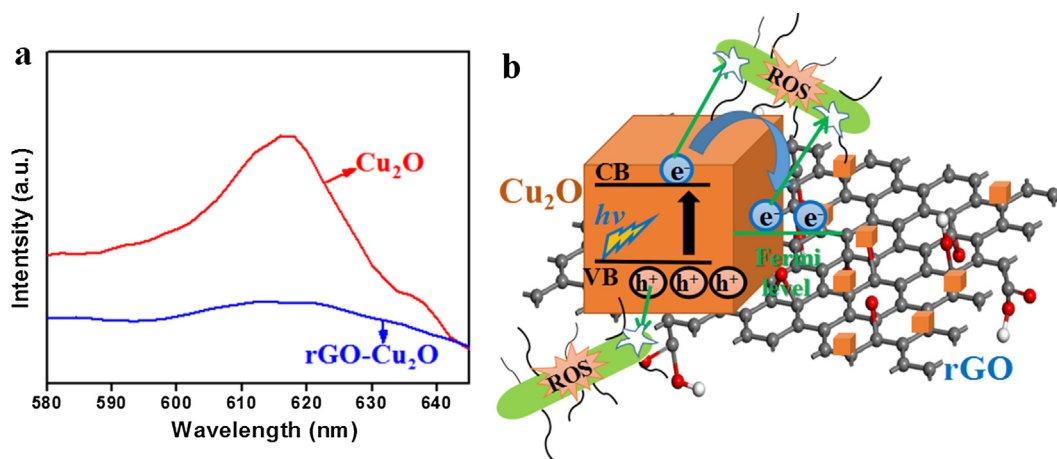 a
Intentsity (a.u.)
Cu₂O
rGO-Cu₂O
580 590 600 610 620 630 640
Wavelength (nm)
b
ROS
Cu₂O
CB
e⁻
hν
e⁻ e⁻
VB
Fermi
level
h⁺ h⁺ h⁺
ROS
rGO